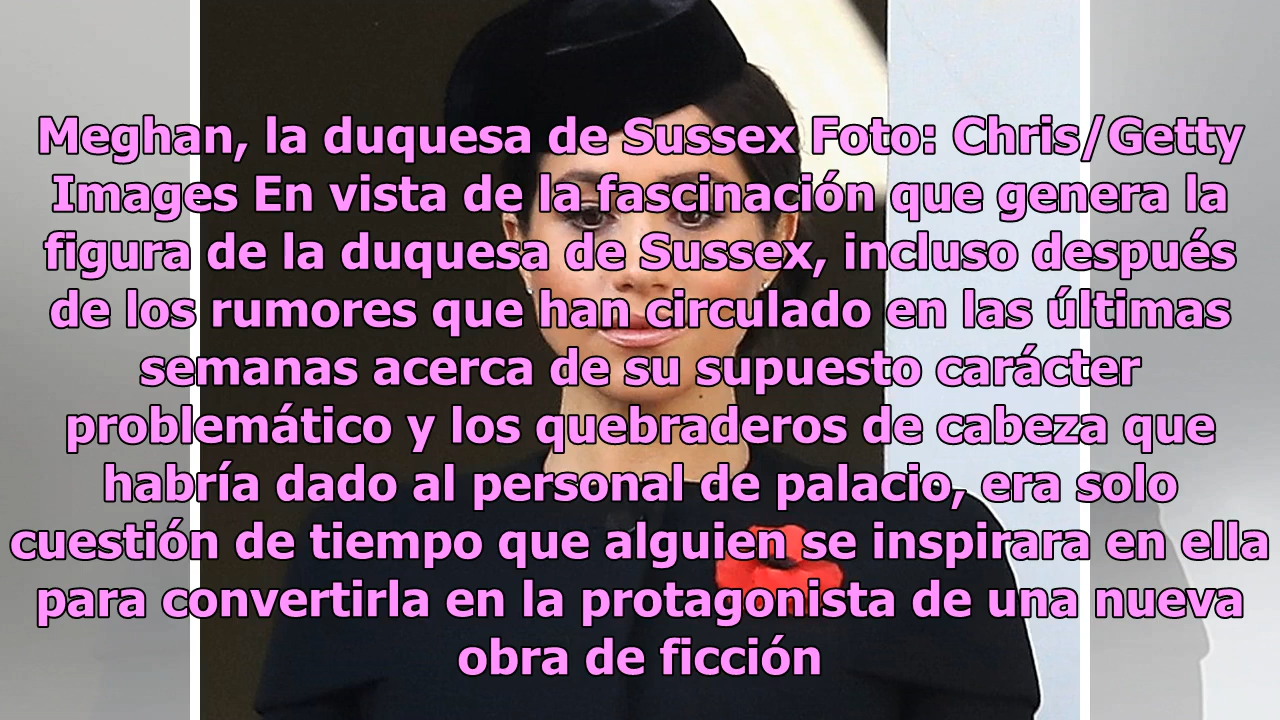 Meghan, la duquesa de Sussex Foto: Chris/Getty
Images En vista de la fascinación que genera la
figura de la duquesa de Sussex, incluso después
de los rumores que han circulado en las últimas
semanas acerca de su supuesto carácter
problemático y los quebraderos de cabeza que
habría dado al personal de palacio, era solo
cuestión de tiempo que alguien se inspirara en ella
para convertirla en la protagonista de una nueva
obra de ficción